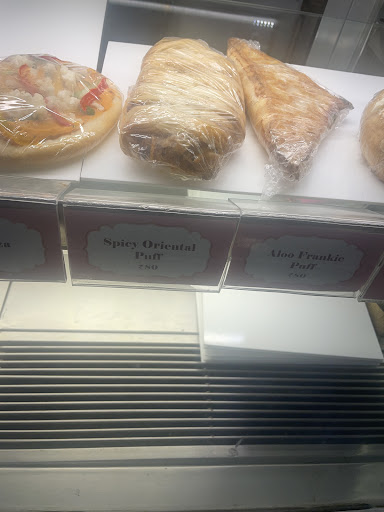 Spicy Oriental
Puff
₹80
Aloo Frankie
Puff
₹80